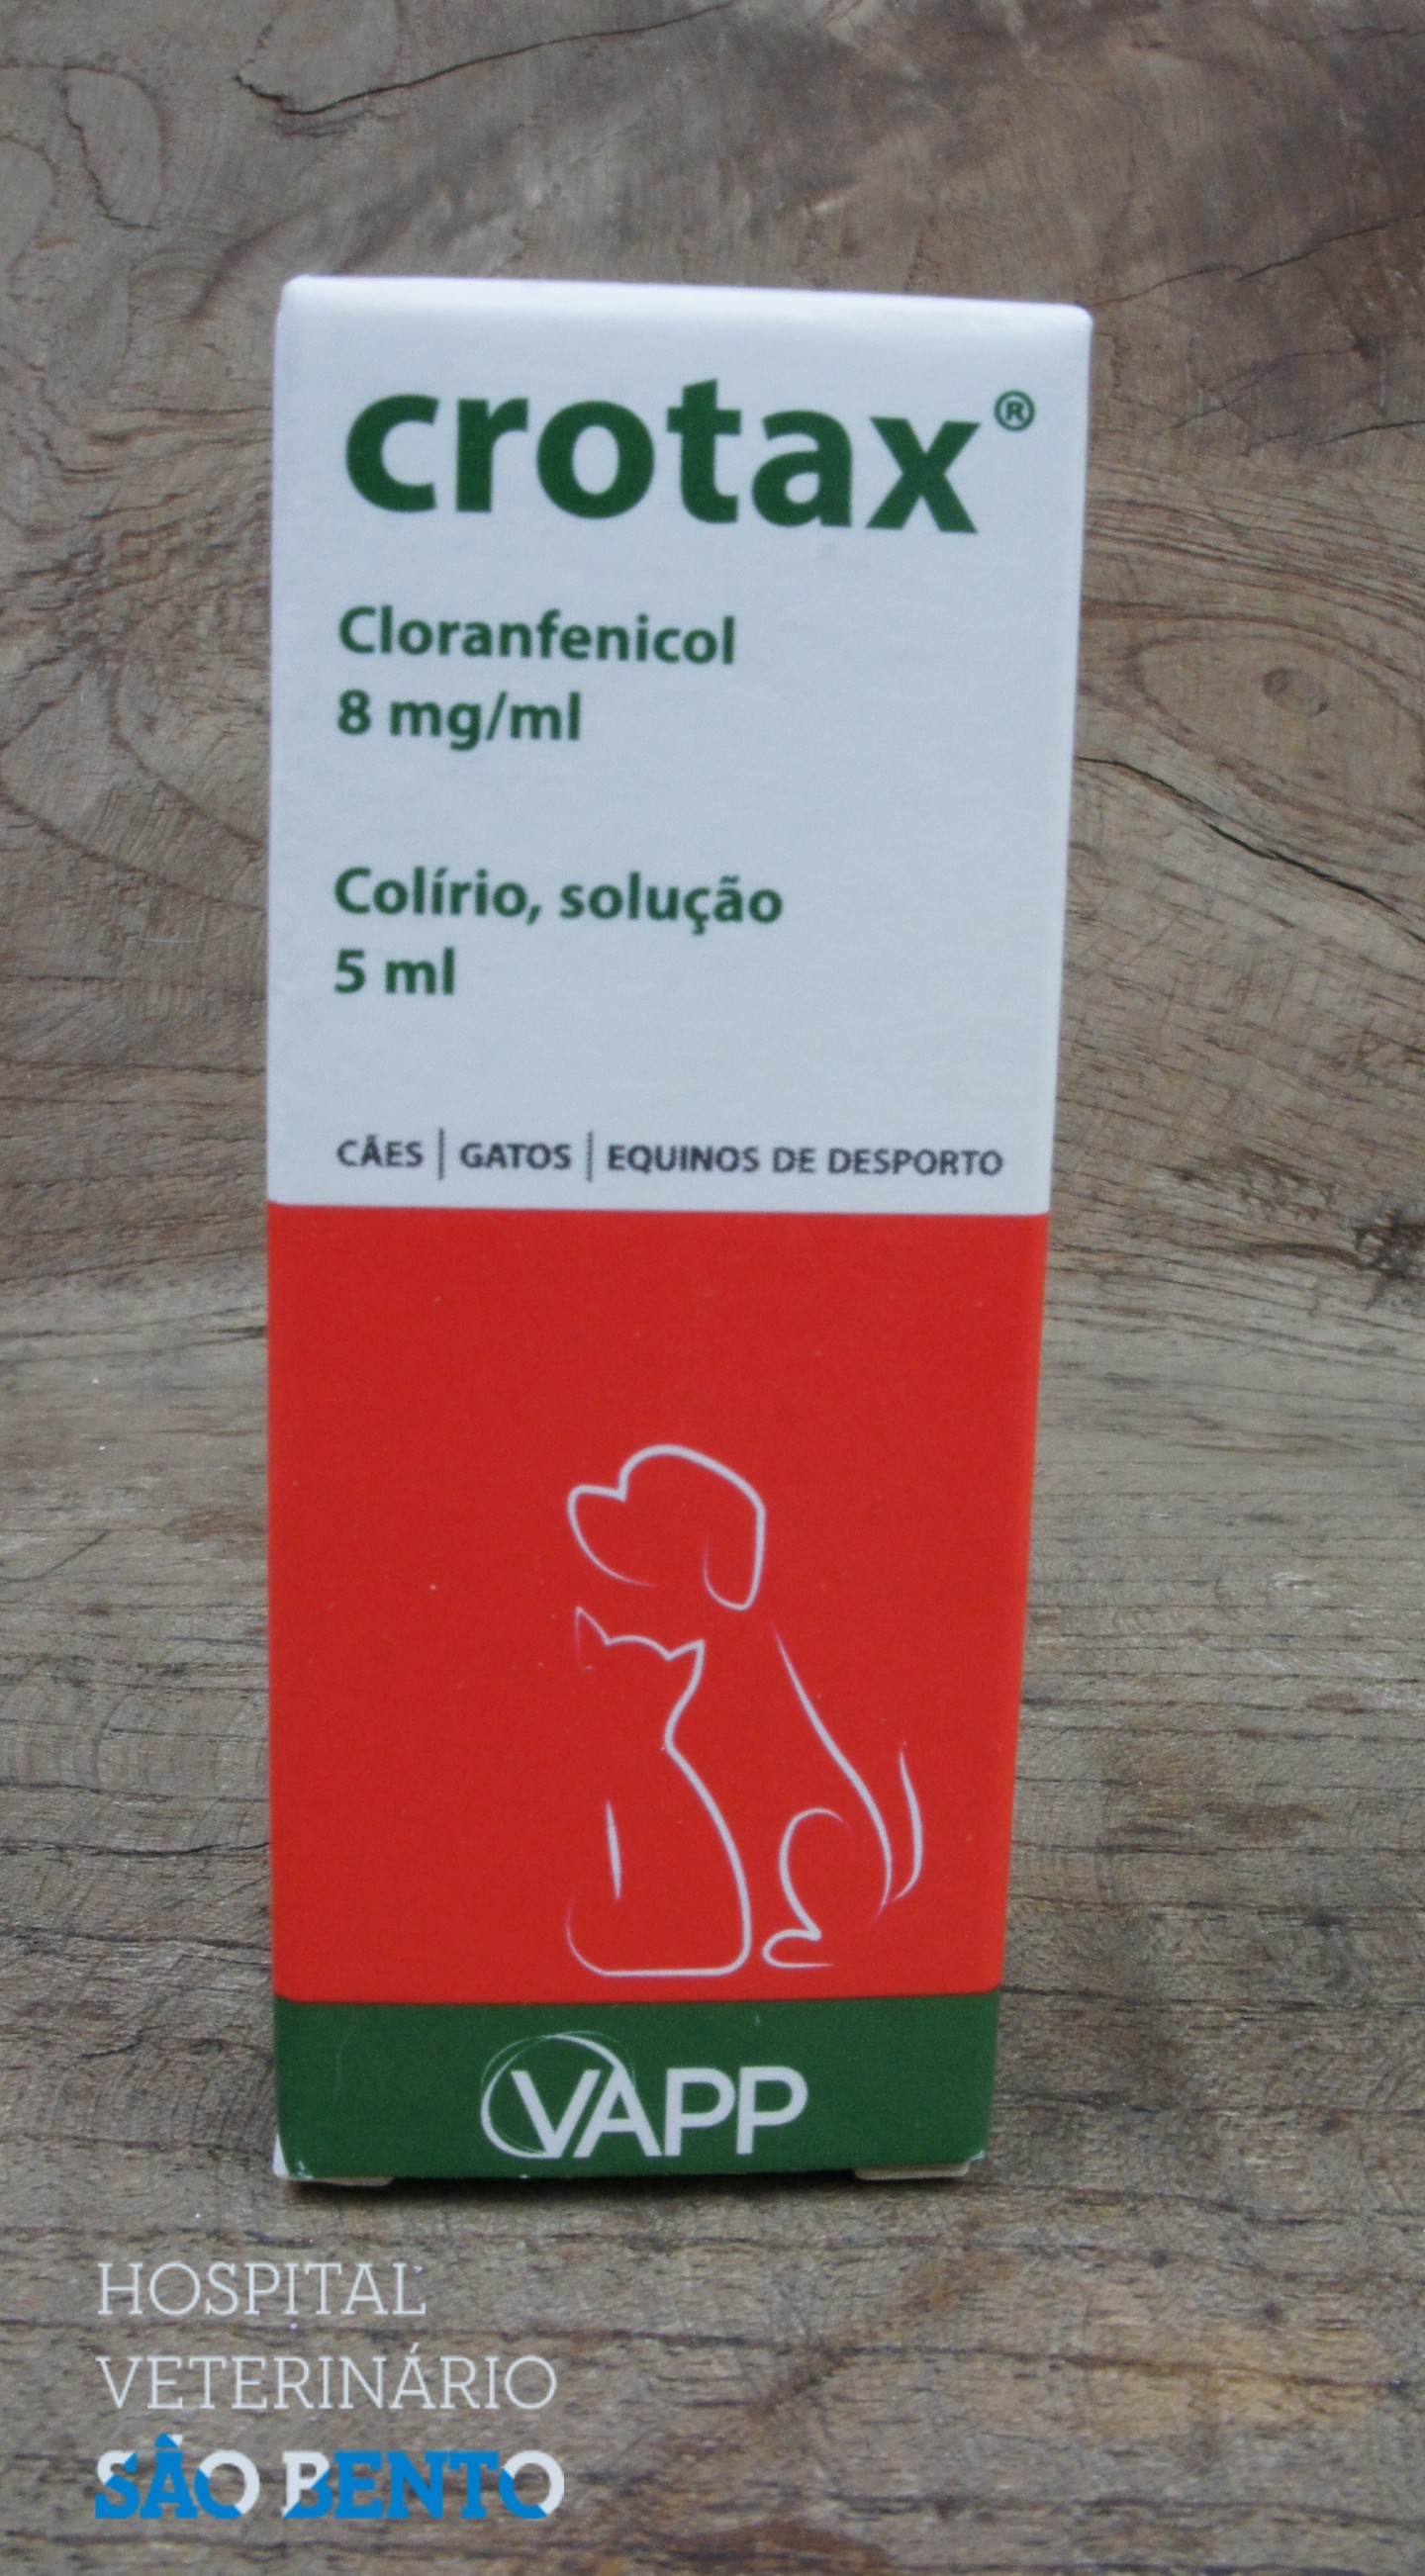 crotax®
Cloranfenicol
8 mg/ml
Colírio, solução
5 ml
CÃES | GATOS | EQUINOS DE DESPORTO
VAPP
HOSPITAL
VETERINÁRIO
SÃO BENTO